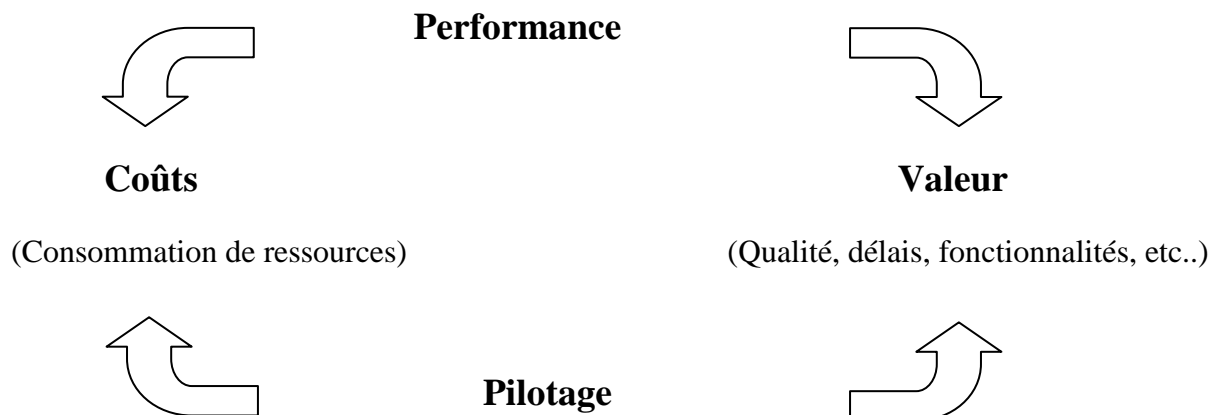 Performance
Coûts
Valeur
(Consommation de ressources)
(Qualité, délais, fonctionnalités, etc..)
Pilotage